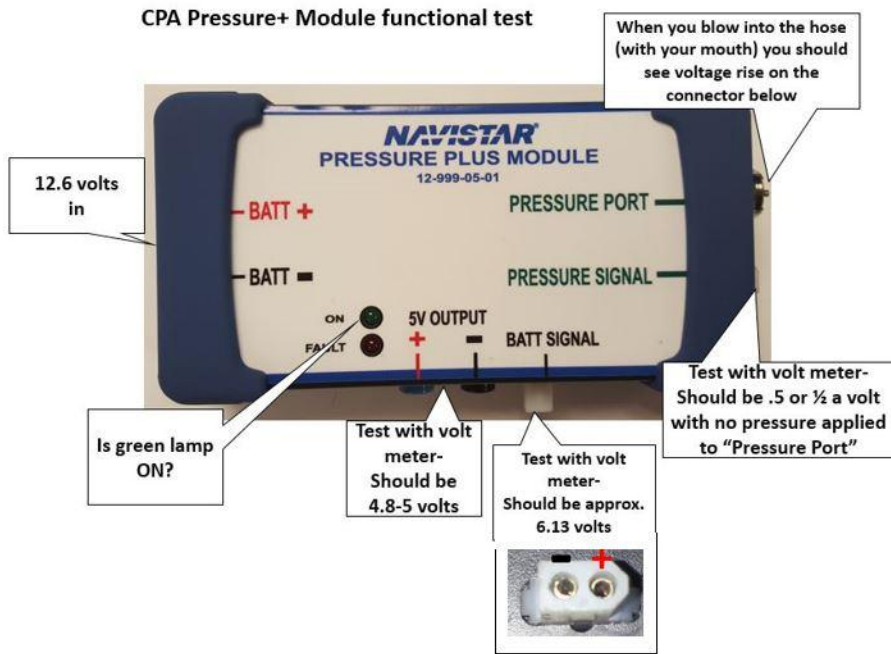 CPA Pressure+ Module functional test
When you blow into the hose
(with your mouth) you should
see voltage rise on the
connector below
NAVISTAR®
PRESSURE PLUS MODULE
12-999-05-01
12.6 volts
in
BATT +
PRESSURE PORT
BATT -
PRESSURE SIGNAL
ON
5V OUTPUT
FAULT
+
-
BATT SIGNAL
Is green lamp
ON?
Test with volt
meter-
Should be
4.8-5 volts
Test with volt
meter-
Should be approx.
6.13 volts
- +
Test with volt meter-
Should be .5 or ½ a volt
with no pressure applied
to “Pressure Port”